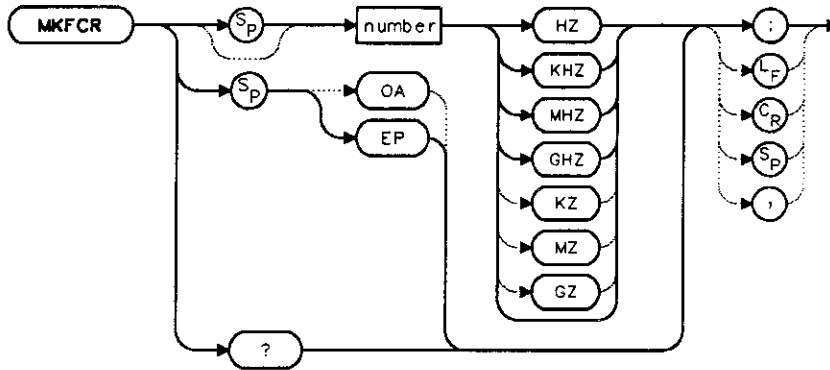 MKFCR SP number HZ ;
KHZ LF
SP OA MHZ CR
EP GHZ SP
KZ ,
MZ
GZ
?